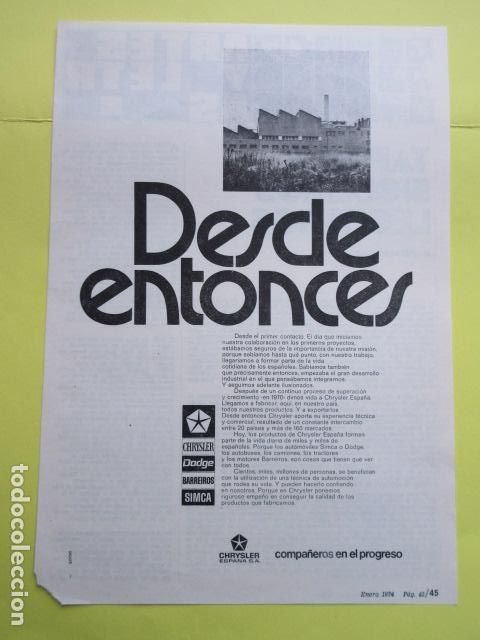 Desde
entonces
Desde el primer contacto. El día que iniciamos
nuestra colaboración en los primeros proyectos,
estábamos seguros de la importancia de nuestra misión,
porque sabíamos hasta qué punto, con nuestro trabajo,
llegaríamos a formar parte de la vida
cotidiana de los españoles. Sabíamos también
que precisamente entonces, empezaba el gran desarrollo
industrial en el que pensábamos integrarnos.
Y seguimos adelante ilusionados.
Después de un continuo proceso de superación
y crecimiento -en 1970- dimos vida a Chrysler España.
Llegamos a fabricar, aquí, en nuestro país,
todos nuestros productos. Y a exportarlos
Desde entonces Chrysler aporta su experiencia técnica
y comercial, resultado de un constante intercambio
entre 20 países y más de 160 mercados.
Hoy, los productos de Chrysler España forman
parte de la vida diaria de miles y miles de
españoles. Porque los automóviles Simca o Dodge,
los autobuses, los camiones, los tractores
y los motores Barreiros, son cosas que tienen que ver
con todos.
Cientos, miles, millones de personas, se benefician
con la utilización de una técnica de automoción
que rodea su vida. Y pueden hacerlo confiando
en nosotros. Porque en Chrysler ponemos
riguroso empeño en conseguir la calidad de los
productos que fabricamos.
CHRYSLER
Dodge
BARREIROS
SIMCA
CHRYSLER
ESPAÑA S.A.
compañeros en el progreso
Enero 1974 Pág. 45/45
todocoleccion